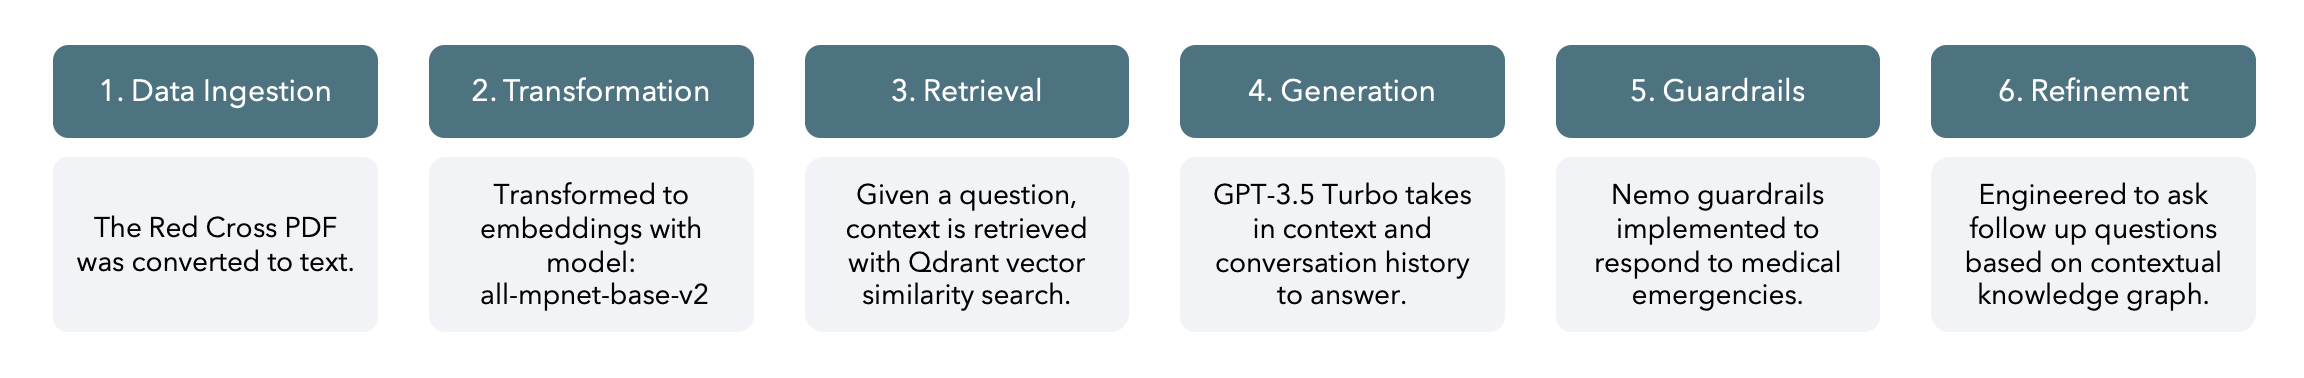 1. Data Ingestion
The Red Cross PDF
was converted to text.
2. Transformation
Transformed to
embeddings with
model:
all-mpnet-base-v2
3. Retrieval
Given a question,
context is retrieved
with Qdrant vector
similarity search.
4. Generation
GPT-3.5 Turbo takes
in context and
conversation history
to answer.
5. Guardrails
Nemo guardrails
implemented to
respond to medical
emergencies.
6. Refinement
Engineered to ask
follow up questions
based on contextual
knowledge graph.